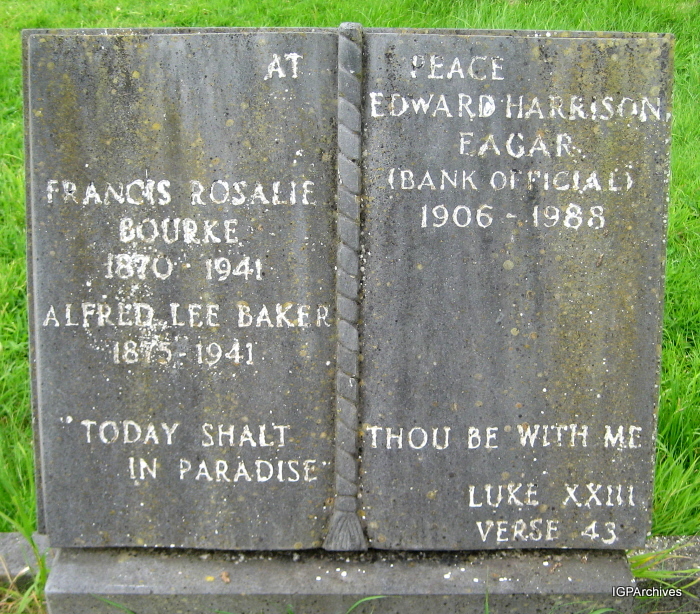 AT PEACE
FRANCIS ROSALIE
BOURKE
1870 - 1941
ALFRED LEE BAKER
1875 - 1941
EDWARD HARRISON
EAGAR
(BANK OFFICIAL)
1906 - 1988
"TODAY SHALT THOU BE WITH ME
IN PARADISE"
LUKE XXIII
VERSE 43
IGPArchives